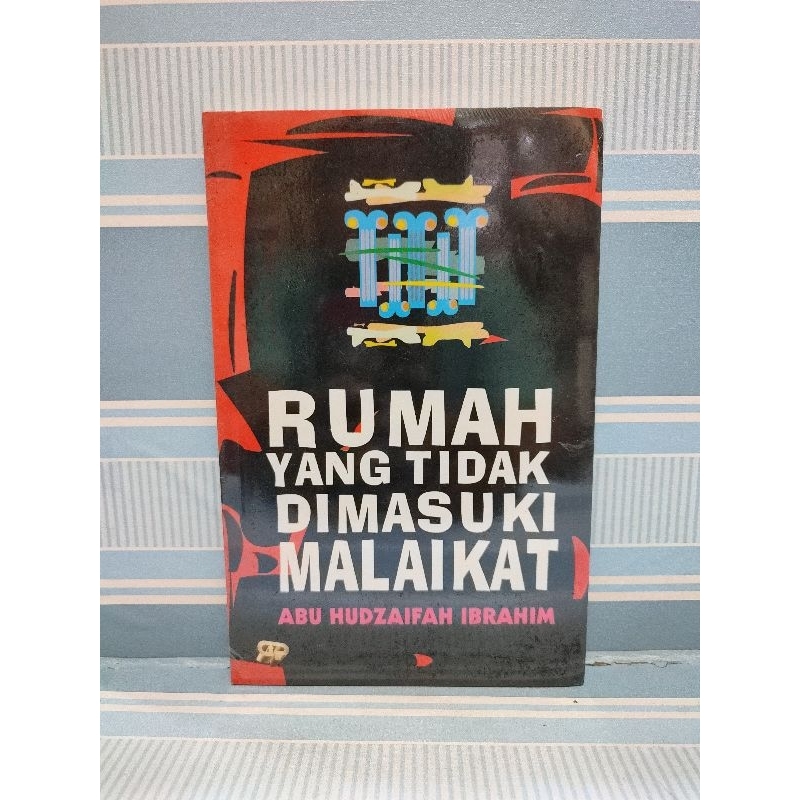 RUMAH
YANG TIDAK
DIMASUKI
MALAIKAT
ABU HUDZAIFAH IBRAHIM